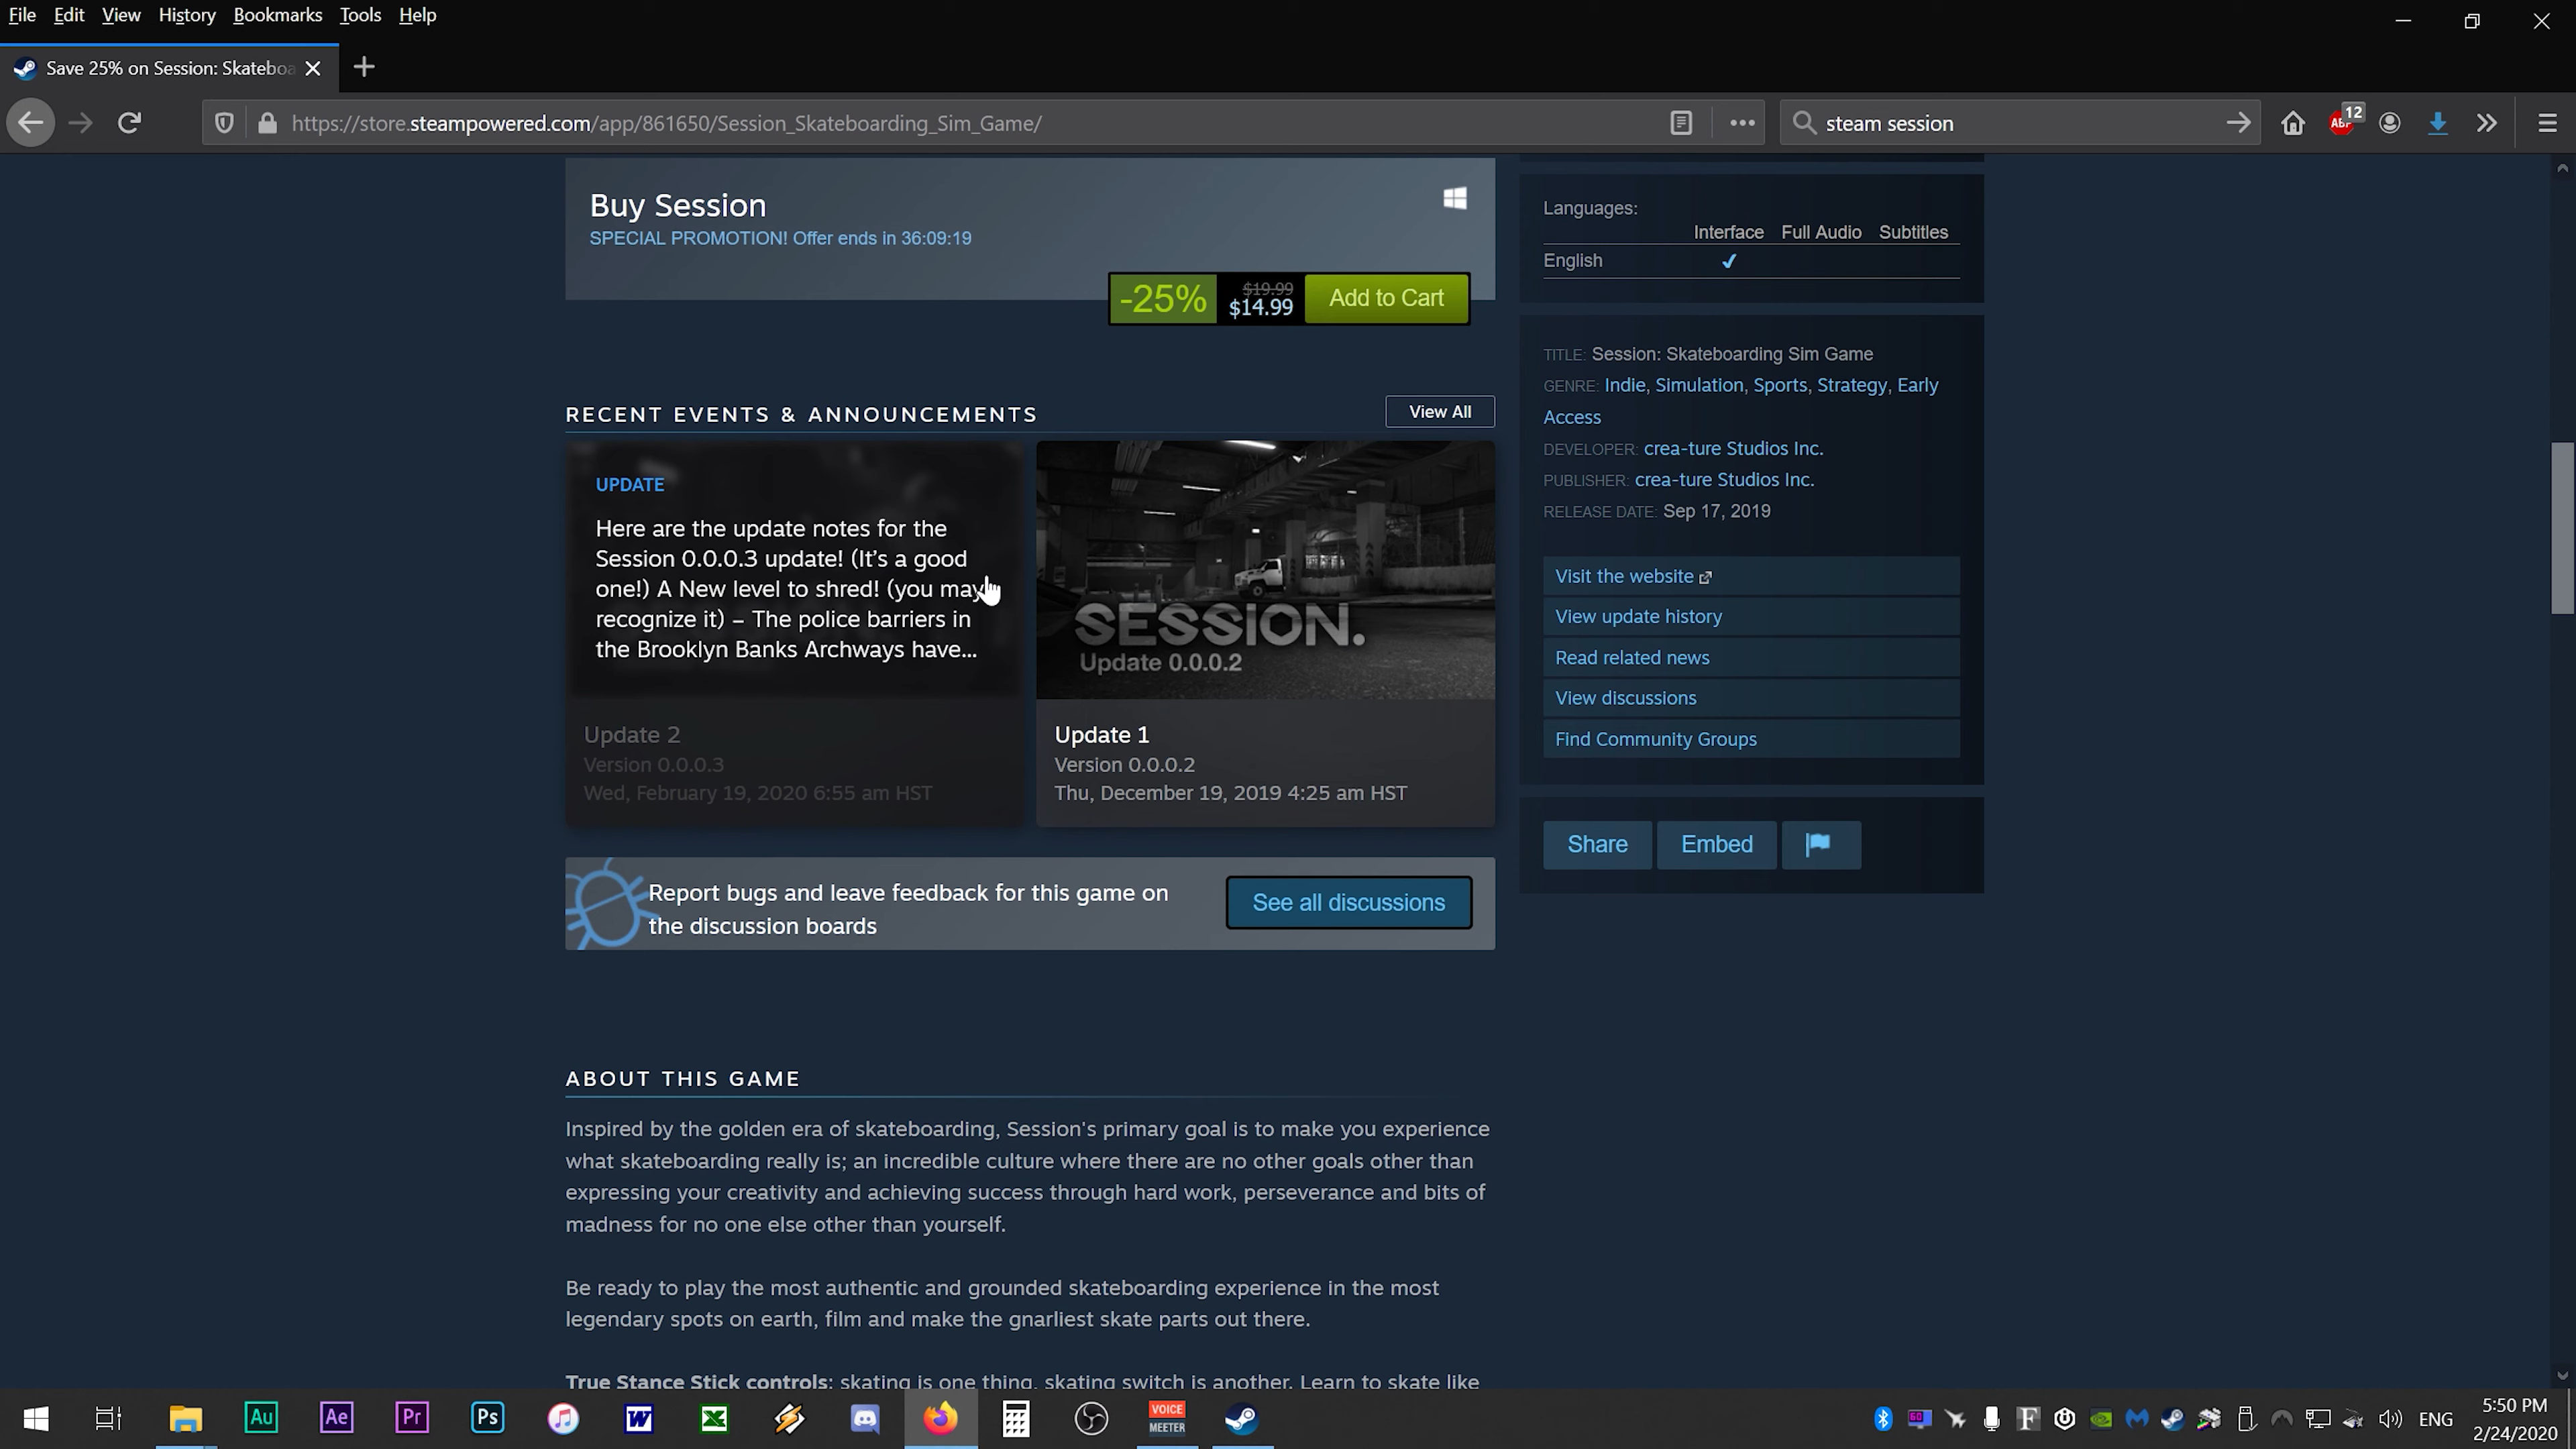 File Edit View History Bookmarks Tools Help
Save 25% on Session: Skateboa
https://store.steampowered.com/app/861650/Session_Skateboarding_Sim_Game/
steam session
ABP 12
Buy Session
SPECIAL PROMOTION! Offer ends in 36:09:19
-25% $19.99 $14.99 Add to Cart
RECENT EVENTS & ANNOUNCEMENTS
View All
UPDATE
Here are the update notes for the
Session 0.0.0.3 update! (It's a good
one!) A New level to shred! (you may
recognize it) – The police barriers in
the Brooklyn Banks Archways have...
Update 2
Version 0.0.0.3
Wed, February 19, 2020 6:55 am HST
SESSION.
Update 0.0.0.2
Update 1
Version 0.0.0.2
Thu, December 19, 2019 4:25 am HST
Report bugs and leave feedback for this game on
the discussion boards
See all discussions
ABOUT THIS GAME
Inspired by the golden era of skateboarding, Session's primary goal is to make you experience
what skateboarding really is; an incredible culture where there are no other goals other than
expressing your creativity and achieving success through hard work, perseverance and bits of
madness for no one else other than yourself.
Be ready to play the most authentic and grounded skateboarding experience in the most
legendary spots on earth, film and make the gnarliest skate parts out there.
True Stance Stick controls: skating is one thing, skating switch is another. Learn to skate like
Languages:
Interface Full Audio Subtitles
English ✔
TITLE: Session: Skateboarding Sim Game
GENRE: Indie, Simulation, Sports, Strategy, Early
Access
DEVELOPER: crea-ture Studios Inc.
PUBLISHER: crea-ture Studios Inc.
RELEASE DATE: Sep 17, 2019
Visit the website
View update history
Read related news
View discussions
Find Community Groups
Share Embed
Au Ae Pr Ps W X VOICE MEETER
60 F ENG
5:50 PM
2/24/2020